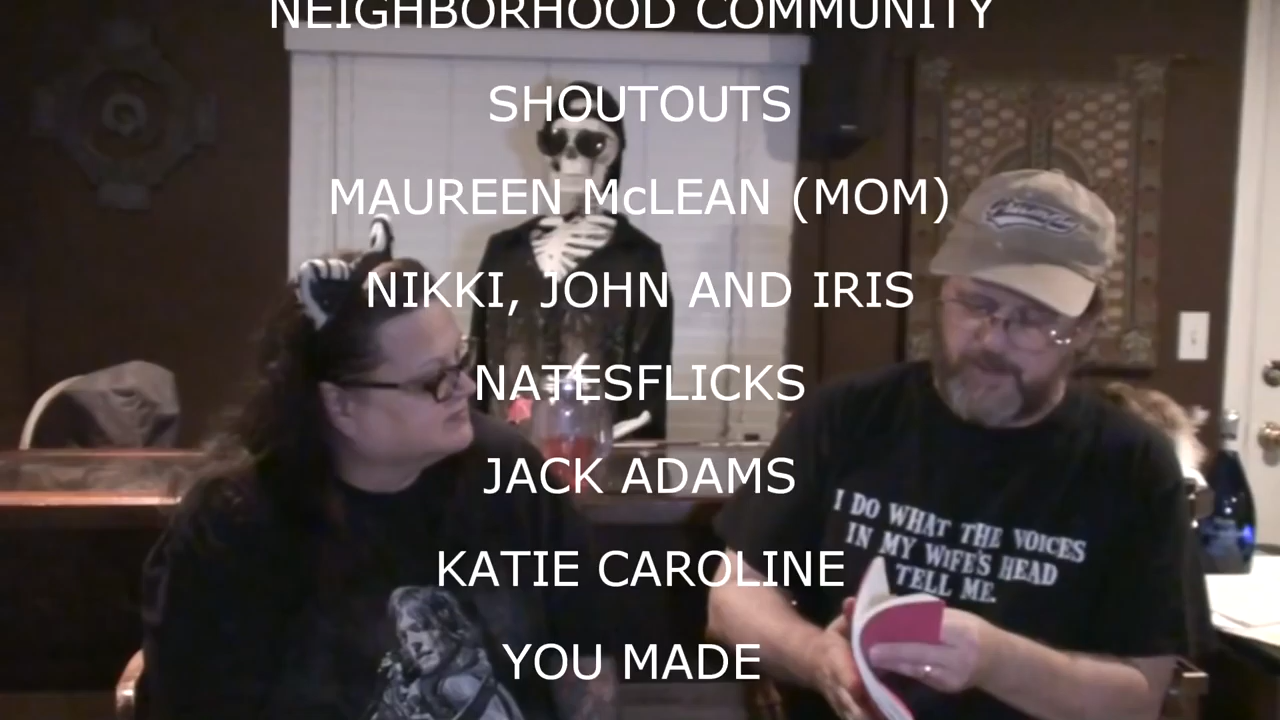 NEIGHBORHOOD COMMUNITY
SHOUTOUTS
MAUREEN McLEAN (MOM)
NIKKI, JOHN AND IRIS
NATESFLICKS
JACK ADAMS
KATIE CAROLINE
YOU MADE
I DO WHAT THE VOICES
IN MY WIFE'S HEAD
TELL ME.